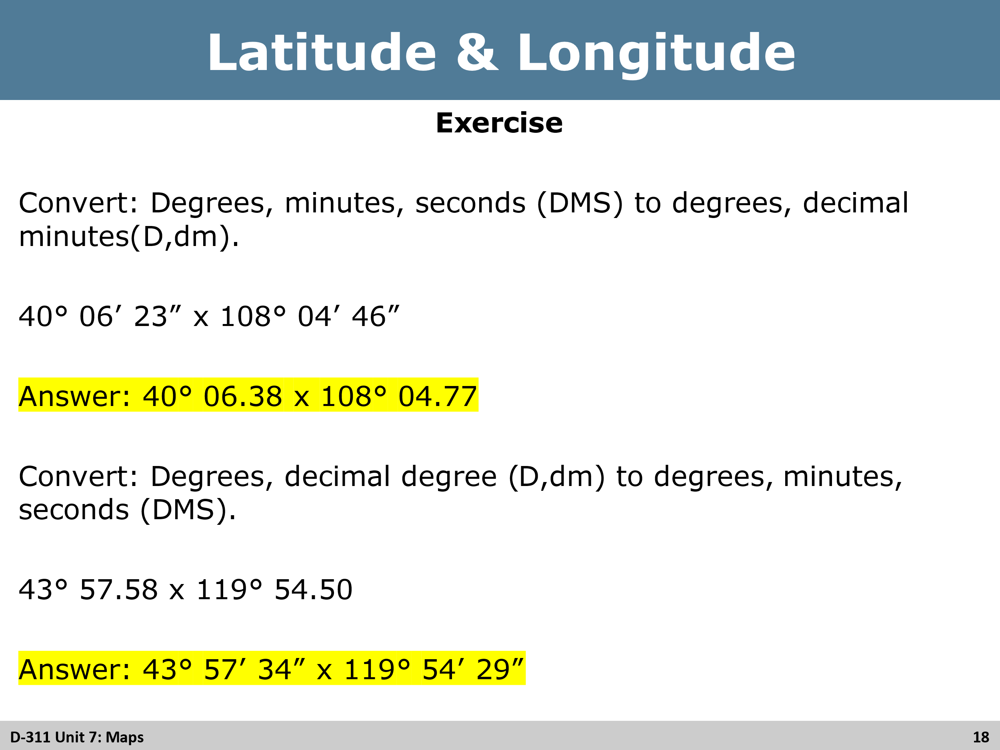 Latitude & Longitude
Exercise
Convert: Degrees, minutes, seconds (DMS) to degrees, decimal
minutes(D,dm).
40° 06’ 23” x 108° 04’ 46”
Answer: 40° 06.38 x 108° 04.77
Convert: Degrees, decimal degree (D,dm) to degrees, minutes,
seconds (DMS).
43° 57.58 x 119° 54.50
Answer: 43° 57’ 34” x 119° 54’ 29”
D-311 Unit 7: Maps
18